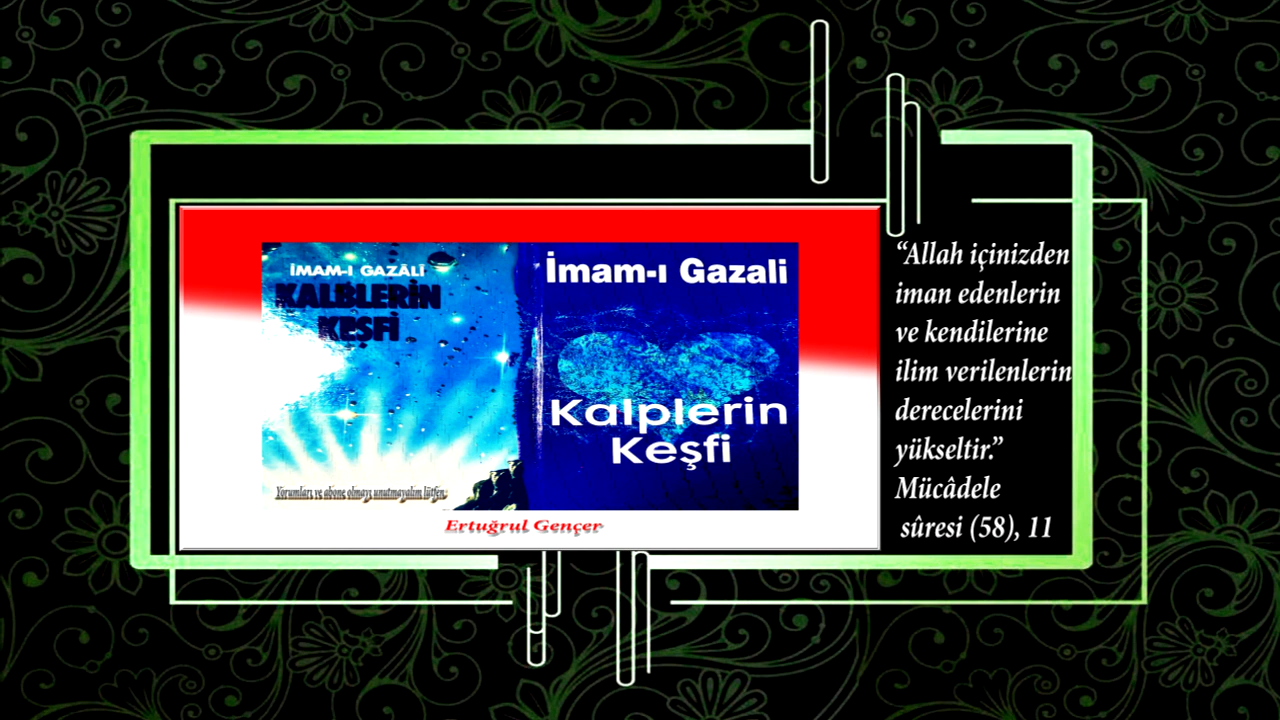 İMAM-I GAZÂLİ
KALBLERİN
KEŞFİ
Yorumları ve abone olmayı unutmayalım lütfen.
İmam-ı Gazali
Kalplerin
Keşfi
Ertuğrul Gençer
“Allah içinizden
iman edenlerin
ve kendilerine
ilim verilenlerin
derecelerini
yükseltir.”
Mücâdele
sûresi (58), 11